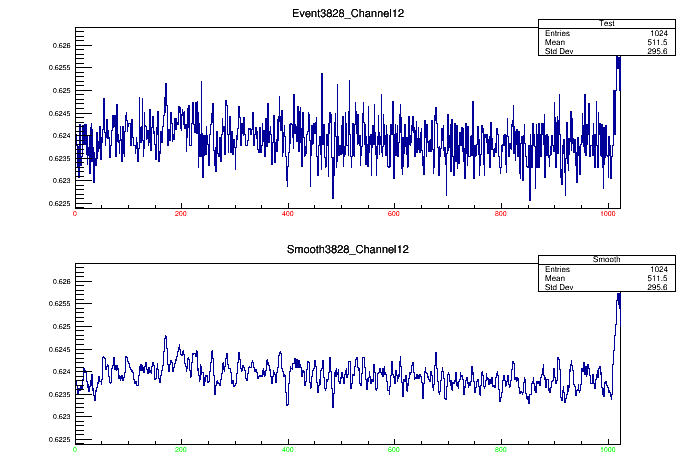 Event3828_Channel12
Test
Entries 1024
Mean 511.5
Std Dev 295.6
0.626
0.6255
0.625
0.6245
0.624
0.6235
0.623
0.6225
0 200 400 600 800 1000
Smooth3828_Channel12
Smooth
Entries 1024
Mean 511.5
Std Dev 295.6
0.626
0.6255
0.625
0.6245
0.624
0.6235
0.623
0.6225
0 200 400 600 800 1000